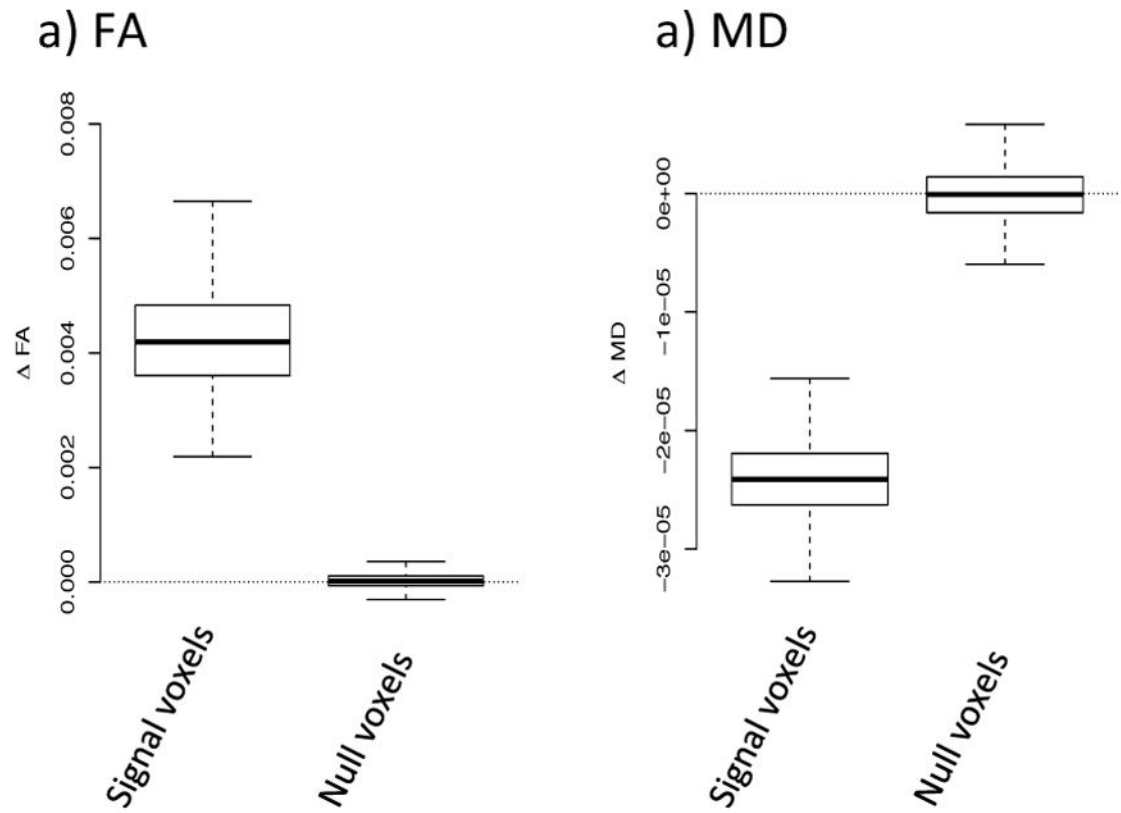 a) FA
0.008
0.006
0.004
0.002
0.000
Δ FA
Signal voxels
Null voxels
a) MD
0e+00
−1e−05
−2e−05
−3e−05
Δ MD
Signal voxels
Null voxels